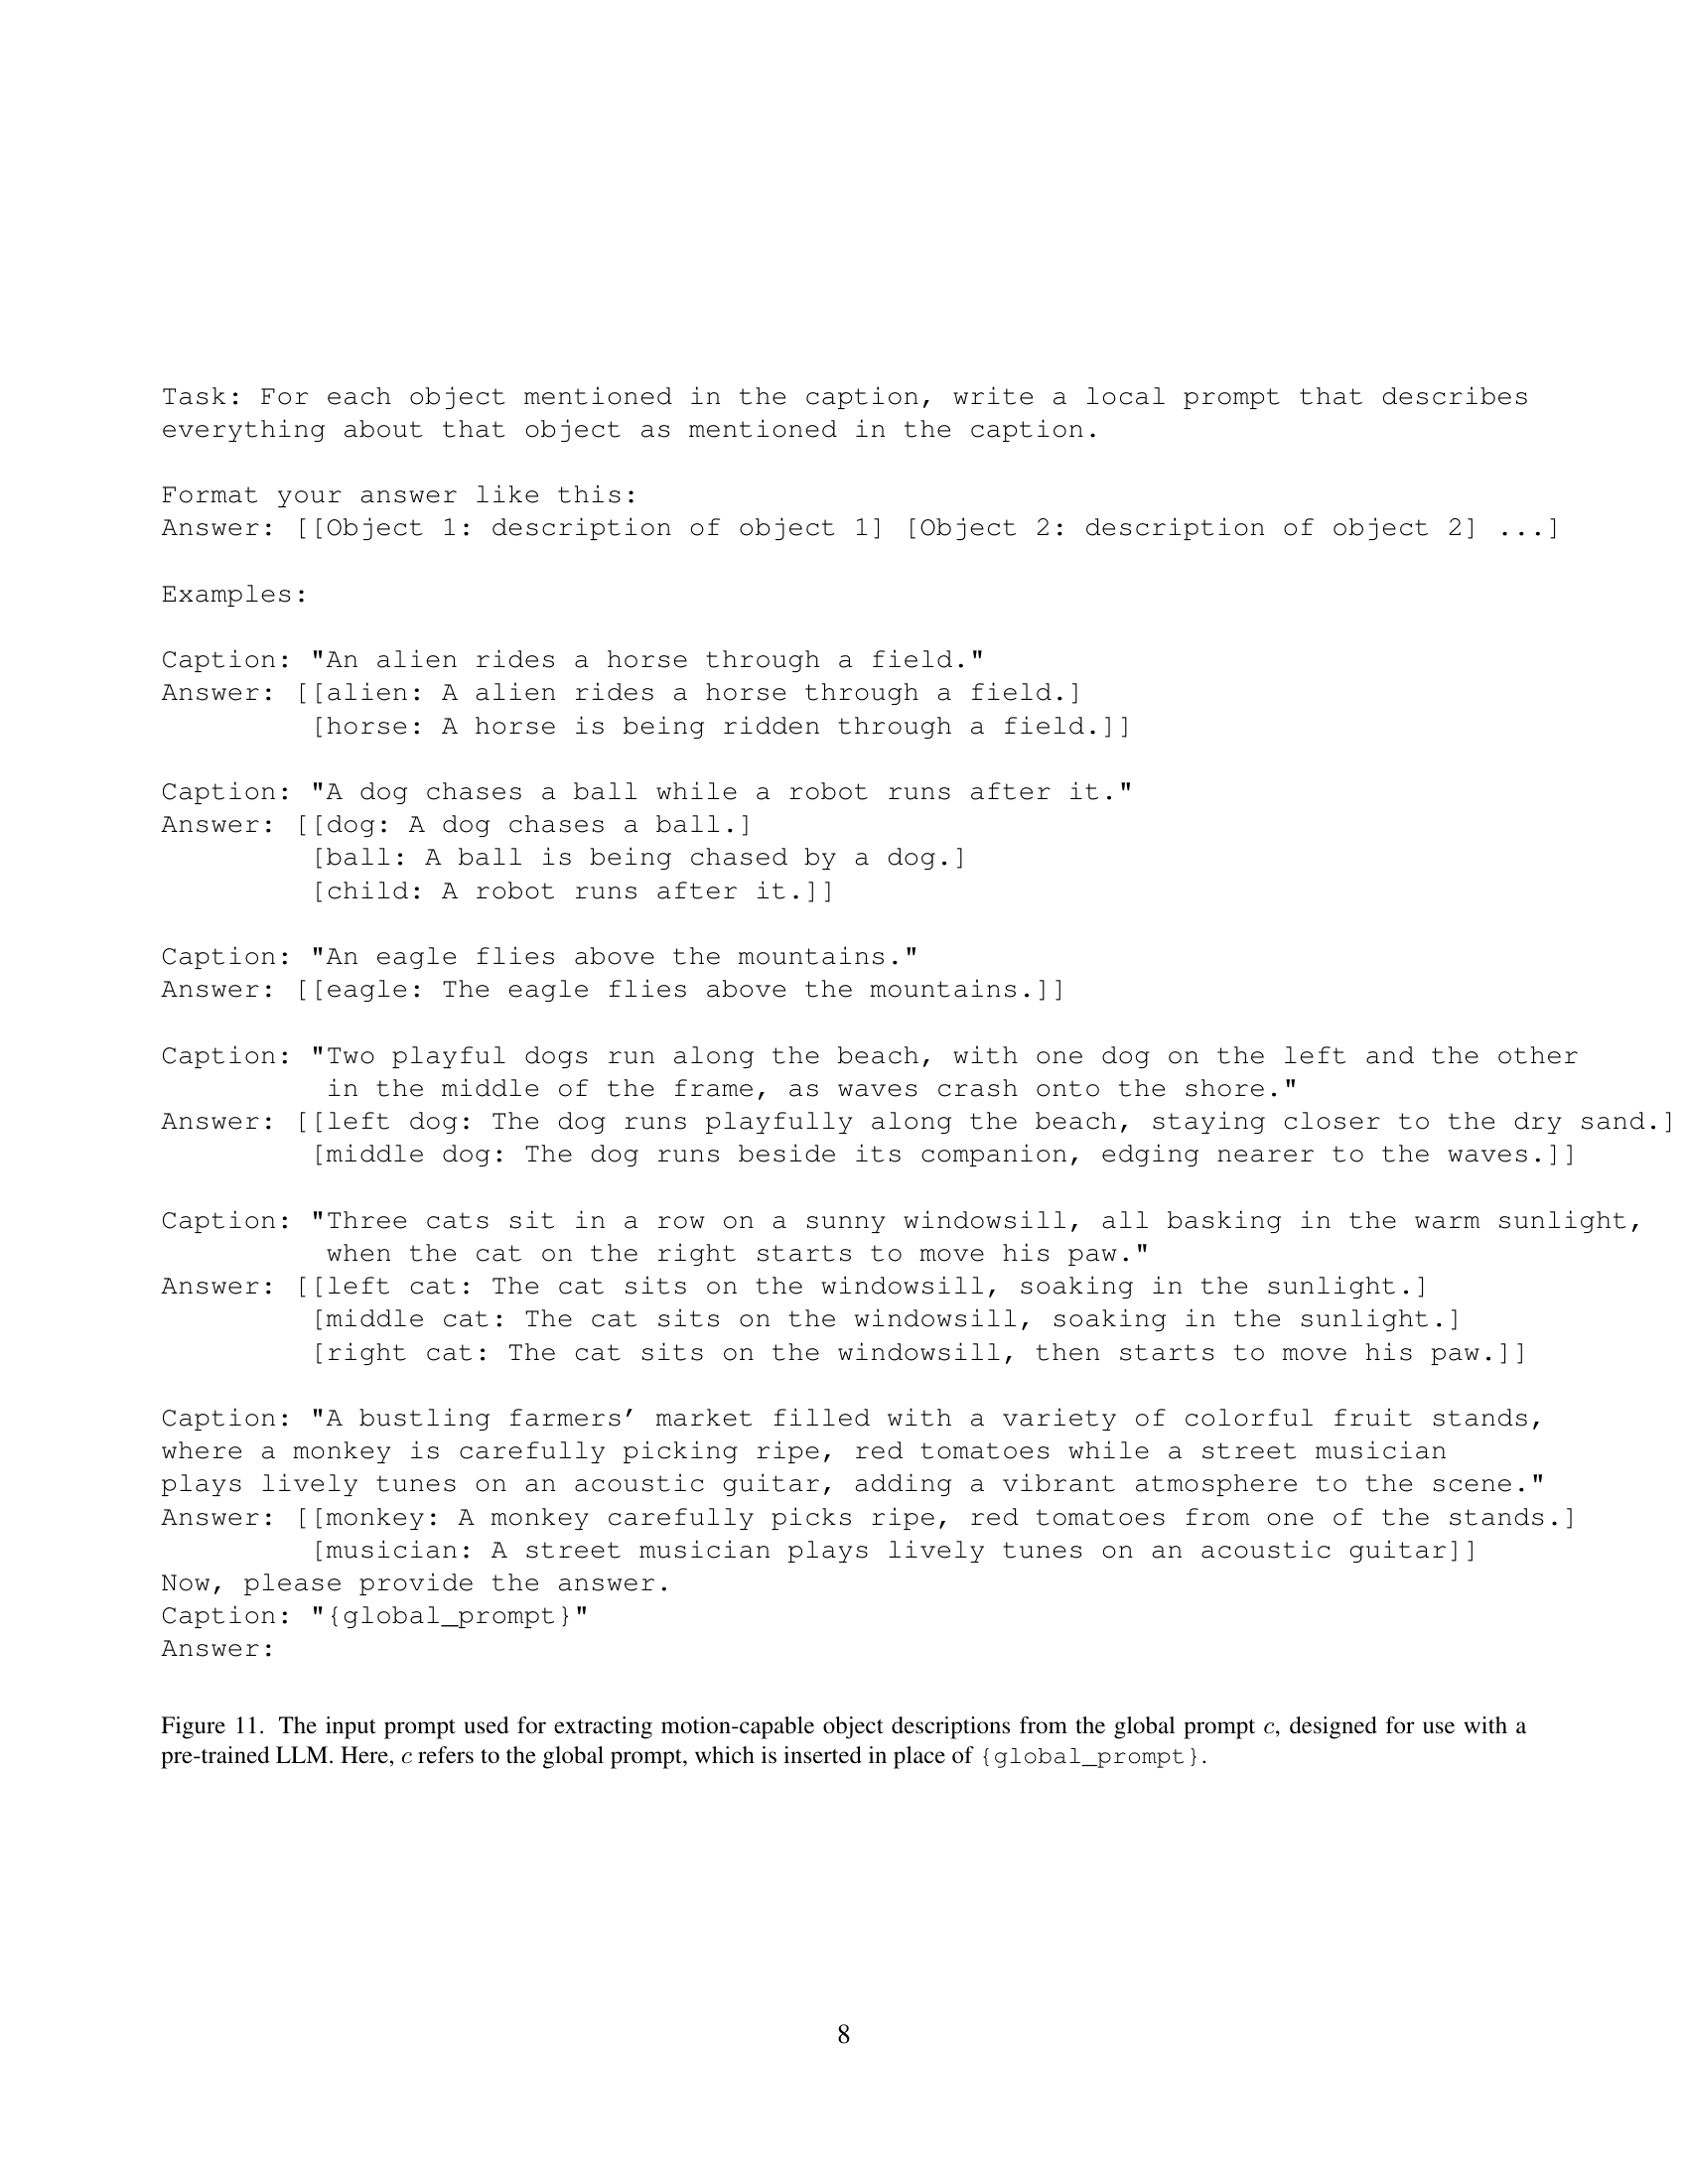 Task: For each object mentioned in the caption, write a local prompt that describes
everything about that object as mentioned in the caption.
Format your answer like this:
Answer: [[Object 1: description of object 1] [Object 2: description of object 2] ...]
Examples:
Caption: "An alien rides a horse through a field."
Answer: [[alien: A alien rides a horse through a field.]
[horse: A horse is being ridden through a field.]]
Caption: "A dog chases a ball while a robot runs after it."
Answer: [[dog: A dog chases a ball.]
[ball: A ball is being chased by a dog.]
[child: A robot runs after it.]]
Caption: "An eagle flies above the mountains."
Answer: [[eagle: The eagle flies above the mountains.]]
Caption: "Two playful dogs run along the beach, with one dog on the left and the other
in the middle of the frame, as waves crash onto the shore."
Answer: [[left dog: The dog runs playfully along the beach, staying closer to the dry sand.]
[middle dog: The dog runs beside its companion, edging nearer to the waves.]]
Caption: "Three cats sit in a row on a sunny windowsill, all basking in the warm sunlight,
when the cat on the right starts to move his paw."
Answer: [[left cat: The cat sits on the windowsill, soaking in the sunlight.]
[middle cat: The cat sits on the windowsill, soaking in the sunlight.]
[right cat: The cat sits on the windowsill, then starts to move his paw.]]
Caption: "A bustling farmers’ market filled with a variety of colorful fruit stands,
where a monkey is carefully picking ripe, red tomatoes while a street musician
plays lively tunes on an acoustic guitar, adding a vibrant atmosphere to the scene."
Answer: [[monkey: A monkey carefully picks ripe, red tomatoes from one of the stands.]
[musician: A street musician plays lively tunes on an acoustic guitar]]
Now, please provide the answer.
Caption: "{global_prompt}"
Answer:
Figure 11. The input prompt used for extracting motion-capable object descriptions from the global prompt c, designed for use with a
pre-trained LLM. Here, c refers to the global prompt, which is inserted in place of {global_prompt}.
8